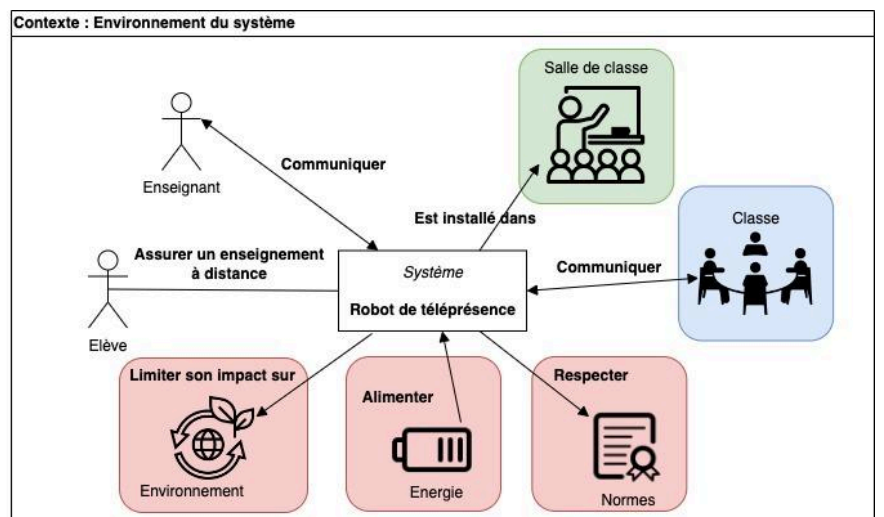 Contexte : Environnement du système
Salle de classe
Enseignant
Communiquer
Est installé dans
Classe
Assurer un enseignement
à distance
Elève
Système
Robot de téléprésence
Communiquer
Limiter son impact sur
Environnement
Alimenter
Energie
Respecter
Normes